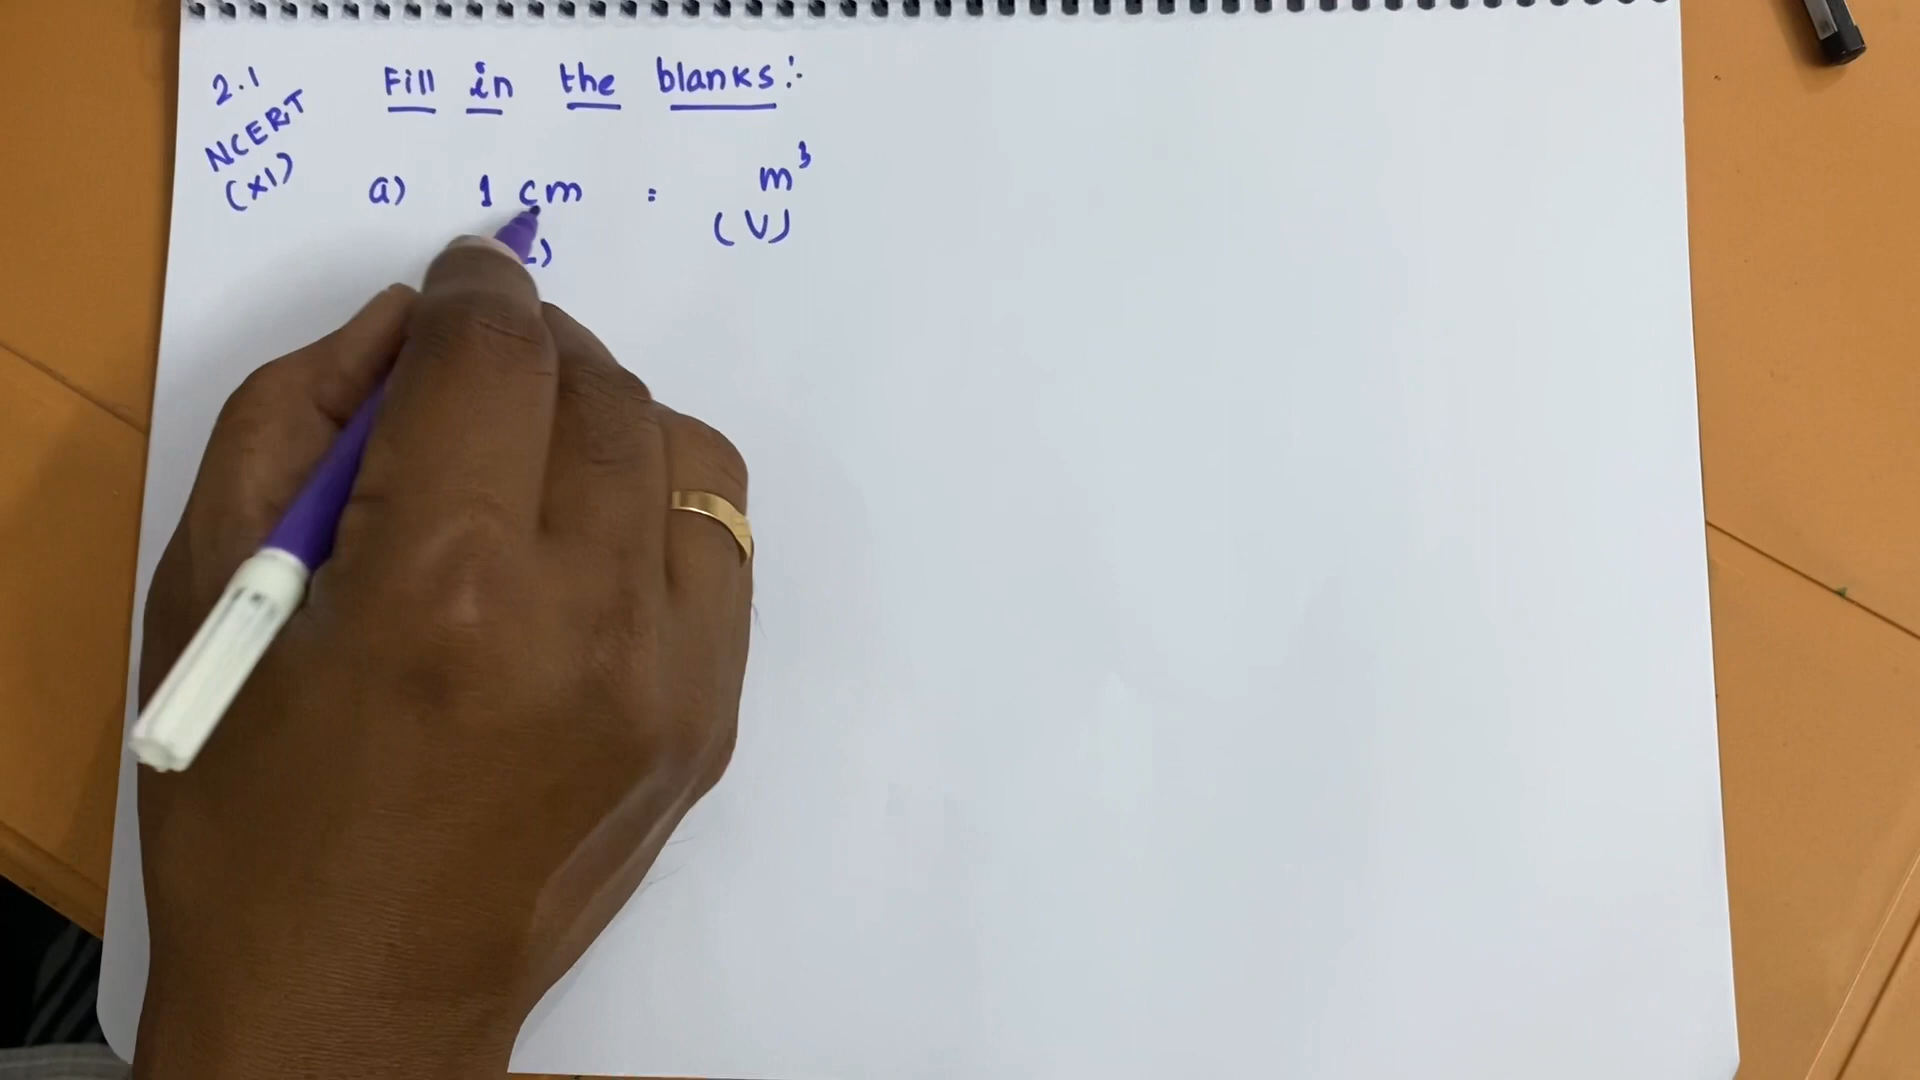 2.1
NCERT
(XI)
Fill in the blanks:
a) 1 cm = m³
(V)